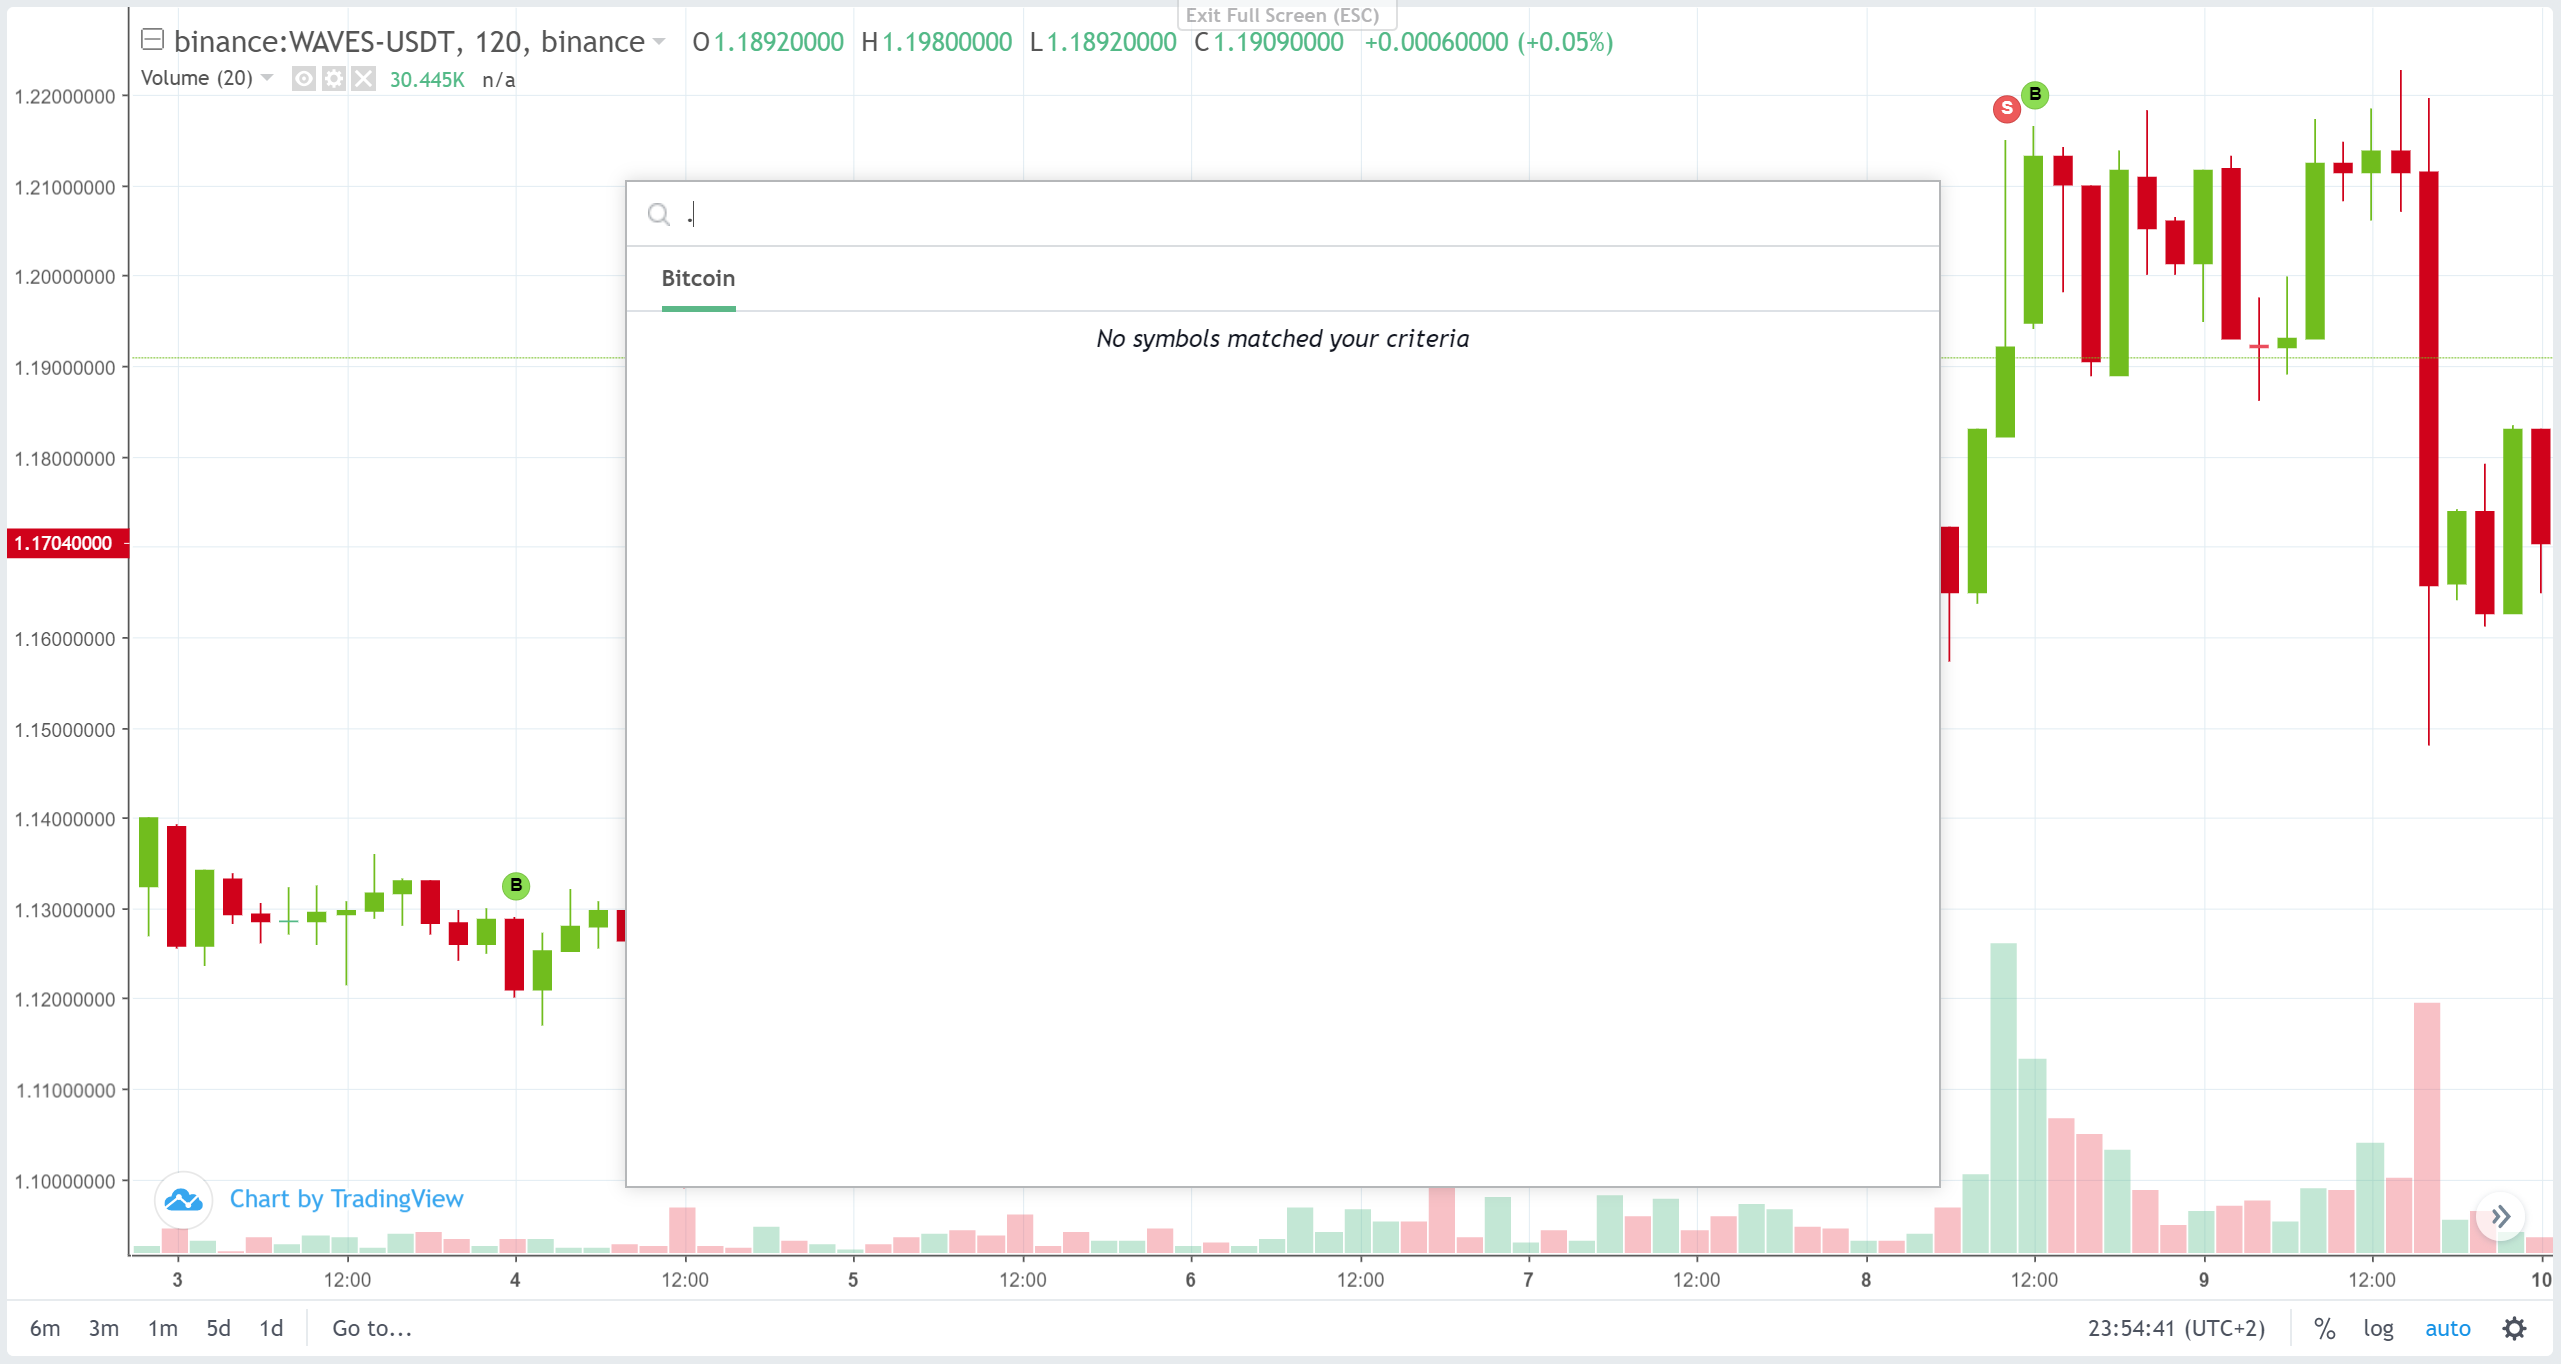 Exit Full Screen (ESC)
binance:WAVES-USDT, 120, binance O1.18920000 H1.19800000 L1.18920000 C1.19090000 +0.00060000 (+0.05%)
Volume (20) 30.445K n/a
1.22000000
S B
1.21000000
.
1.20000000
Bitcoin
No symbols matched your criteria
1.19000000
1.18000000
1.17040000
1.16000000
1.15000000
1.14000000
B
1.13000000
1.12000000
1.11000000
1.10000000
Chart by TradingView
3 12:00 4 12:00 5 12:00 6 12:00 7 12:00 8 12:00 9 12:00 10
6m 3m 1m 5d 1d Go to... 23:54:41 (UTC+2) % log auto